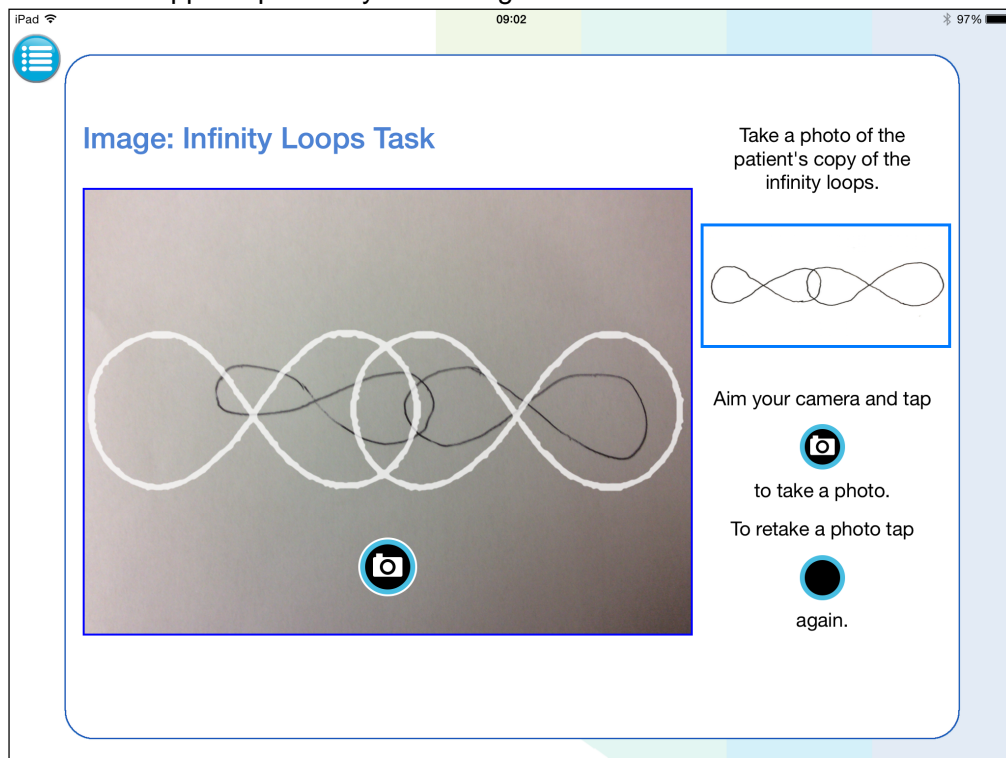 iPad
09:02
97%
Image: Infinity Loops Task
Take a photo of the
patient's copy of the
infinity loops.
Aim your camera and tap
to take a photo.
To retake a photo tap
again.